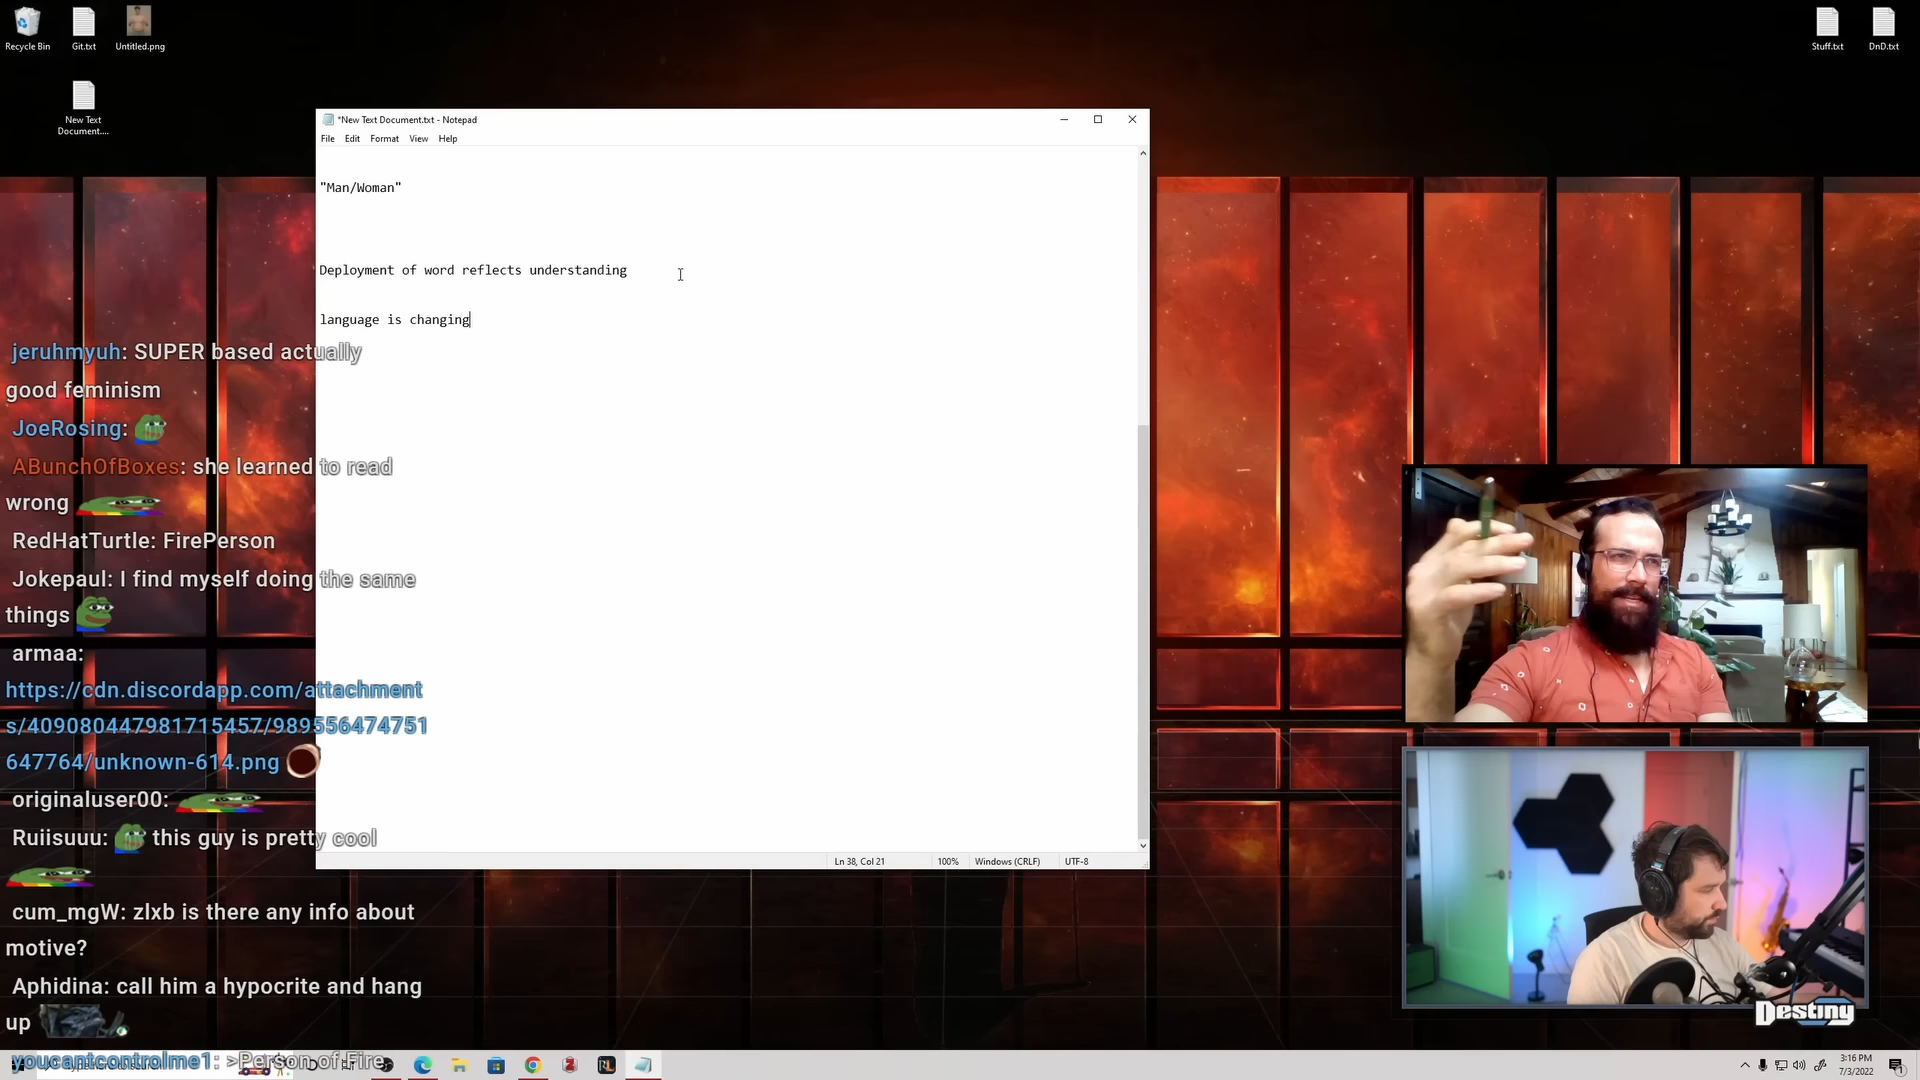 Recycle Bin
Git.txt
Untitled.png
Stuff.txt
DnD.txt
New Text
Document....
*New Text Document.txt - Notepad
File Edit Format View Help
"Man/Woman"
Deployment of word reflects understanding
language is changing
jeruhmyuh: SUPER based actually
good feminism
JoeRosing:
ABunchOfBoxes: she learned to read
wrong
RedHatTurtle: FirePerson
Jokepaul: I find myself doing the same
things
armaa:
https://cdn.discordapp.com/attachment
s/409080447981715457/989556474751
647764/unknown-614.png
originaluser00:
Ruiisuuu: this guy is pretty cool
cum_mgW: zlxb is there any info about
motive?
Aphidina: call him a hypocrite and hang
up
youcantcontrolme1: >Person of Fire
Ln 38, Col 21
100%
Windows (CRLF)
UTF-8
Destiny
3:16 PM
7/3/2022